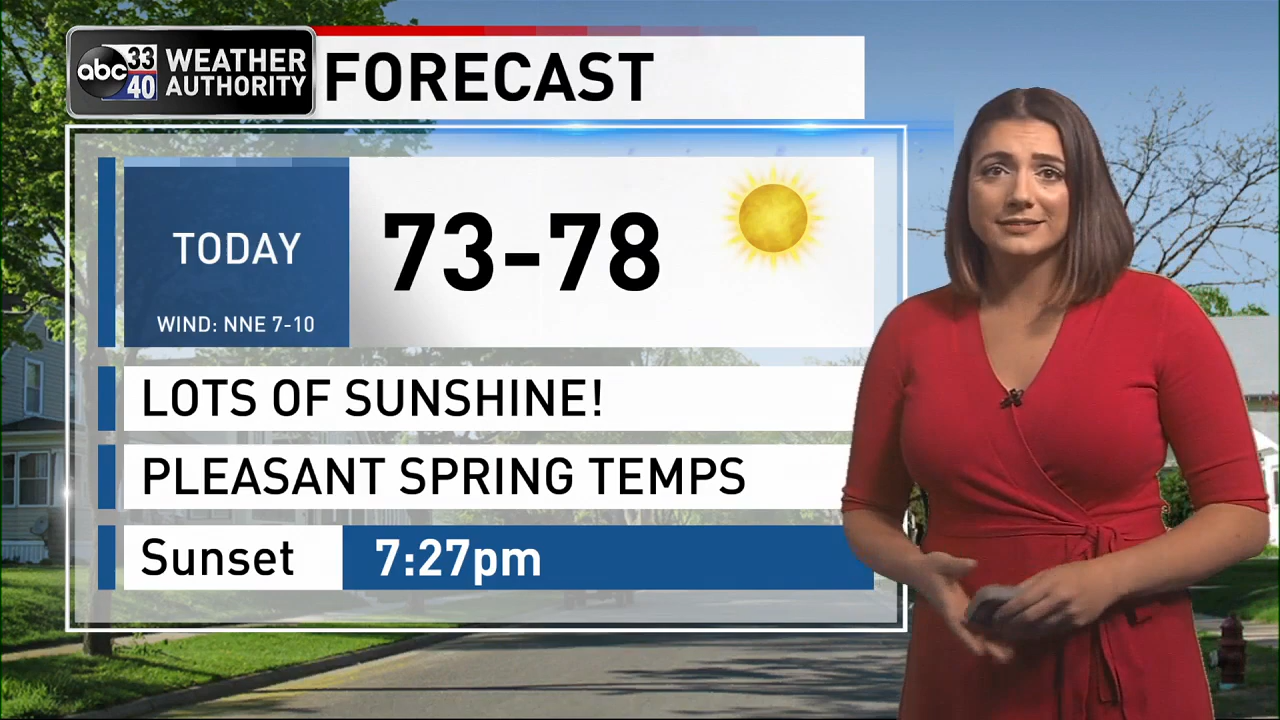 abc 33 40 WEATHER AUTHORITY FORECAST
TODAY
73-78
WIND: NNE 7-10
LOTS OF SUNSHINE!
PLEASANT SPRING TEMPS
Sunset 7:27pm